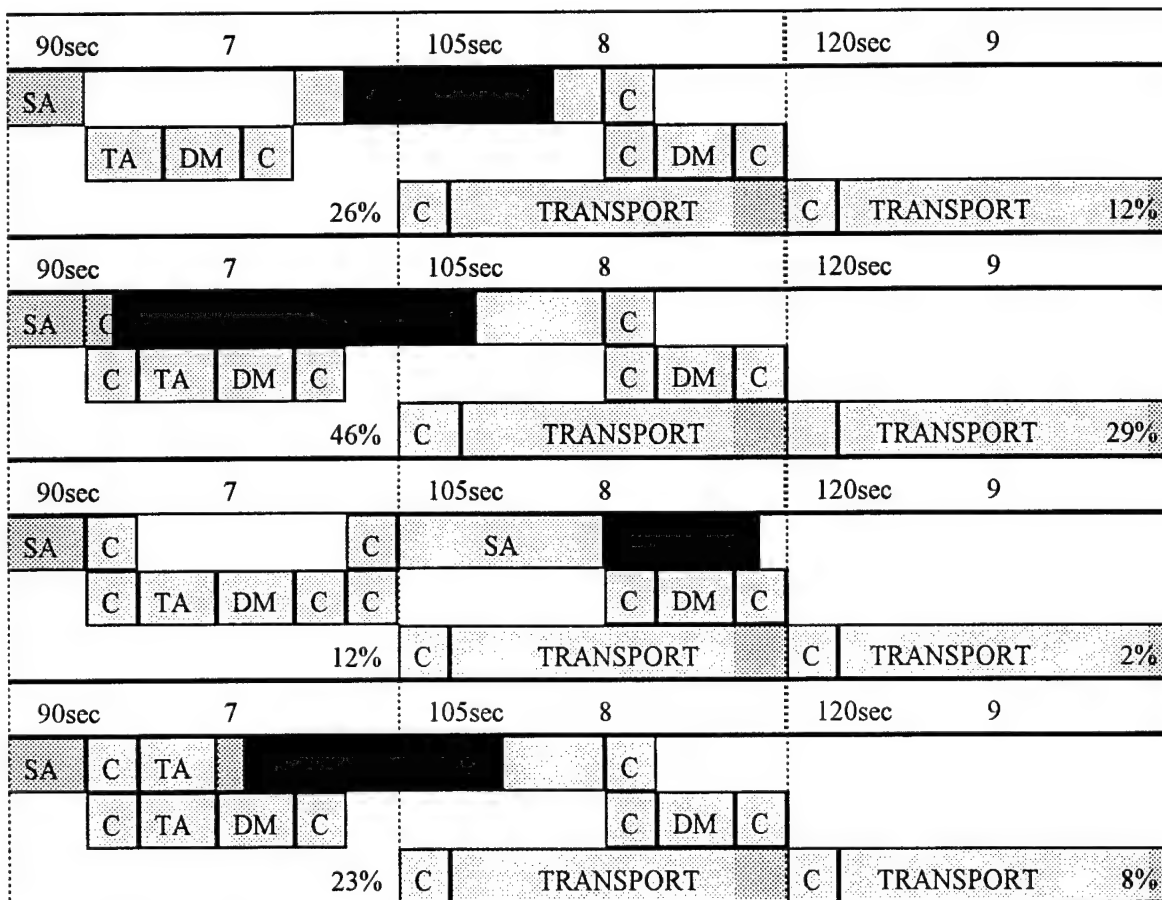 90sec 7 105sec 8 120sec 9
SA C
TA DM C C DM C
26% C TRANSPORT C TRANSPORT 12%
90sec 7 105sec 8 120sec 9
SA C C
C TA DM C C DM C
46% C TRANSPORT TRANSPORT 29%
90sec 7 105sec 8 120sec 9
SA C C SA
C TA DM C C C DM C
12% C TRANSPORT C TRANSPORT 2%
90sec 7 105sec 8 120sec 9
SA C TA C
C TA DM C C DM C
23% C TRANSPORT C TRANSPORT 8%